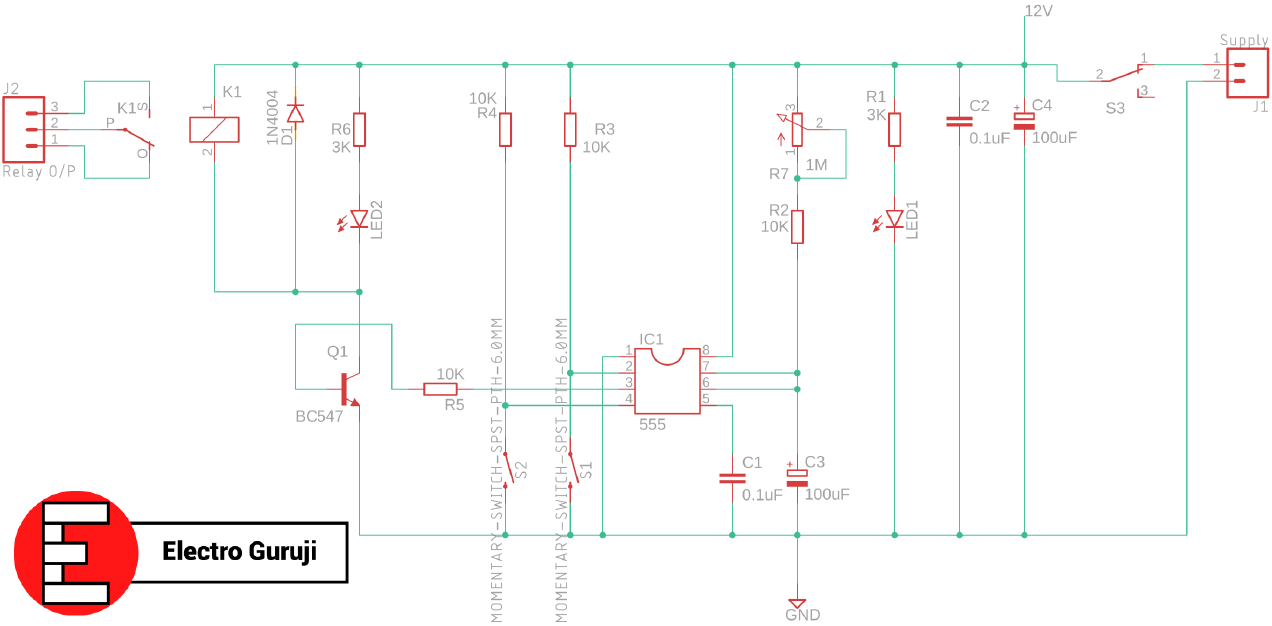 12V
Supply
1
2
J1
2
1
3
S3
J2
3
2
1
Relay O/P
K1
S
P
O
K1
1
2
1N4004
D1
R6
3K
LED2
10K
R4
R3
10K
3
2
1
1M
R7
R2
10K
R1
3K
LED1
C2
0.1uF
+
C4
100uF
Q1
BC547
10K
R5
MOMENTARY-SWITCH-SPST-PTH-6.0MM
S2
MOMENTARY-SWITCH-SPST-PTH-6.0MM
S1
IC1
1
2
3
4
8
7
6
5
555
C1
0.1uF
+
C3
100uF
GND
Electro Guruji